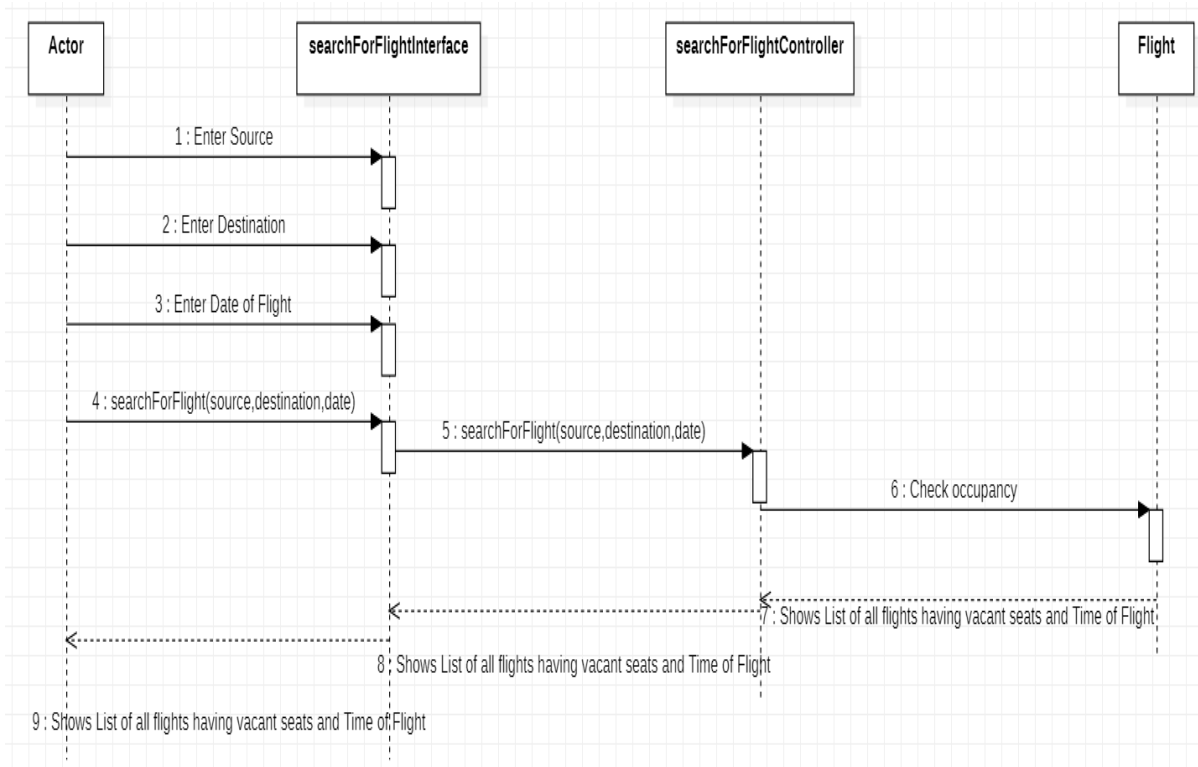 Actor
searchForFlightInterface
searchForFlightController
Flight
1 : Enter Source
2 : Enter Destination
3 : Enter Date of Flight
4 : searchForFlight(source,destination,date)
5 : searchForFlight(source,destination,date)
6 : Check occupancy
7 : Shows List of all flights having vacant seats and Time of Flight
8 : Shows List of all flights having vacant seats and Time of Flight
9 : Shows List of all flights having vacant seats and Time of Flight